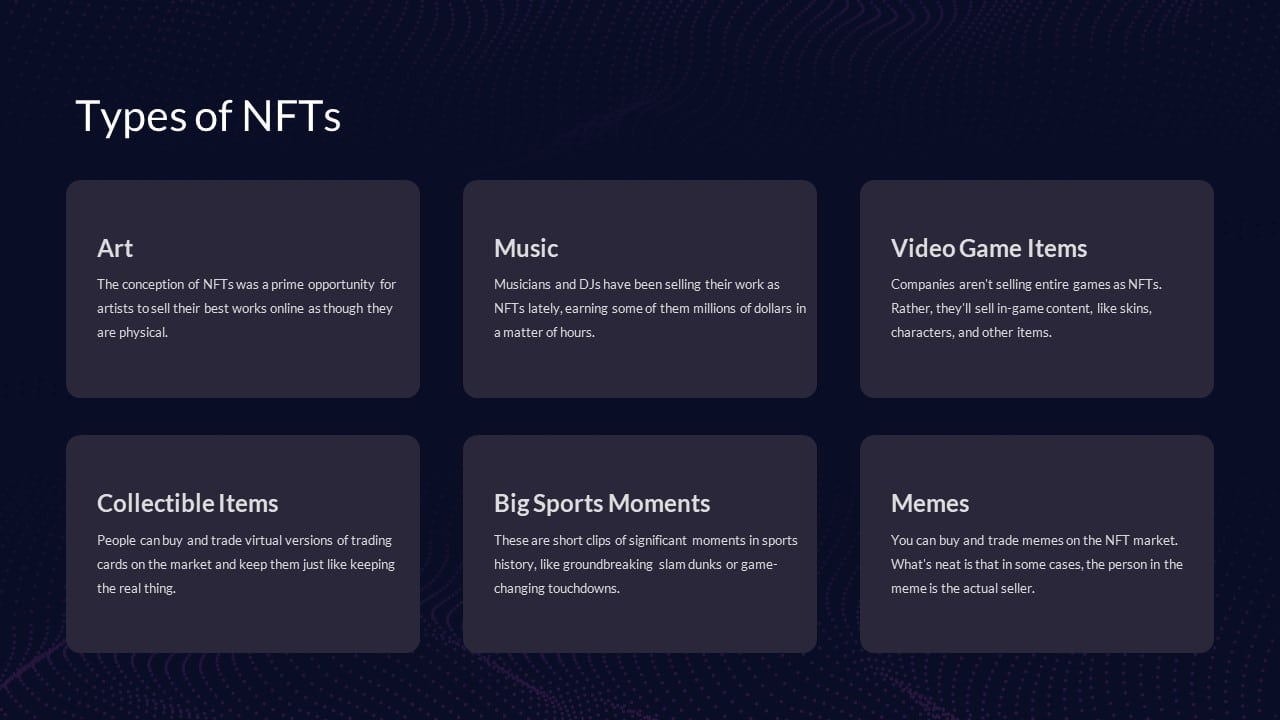 Types of NFTs
Art
The conception of NFTs was a prime opportunity for
artists to sell their best works online as though they
are physical.
Music
Musicians and DJs have been selling their work as
NFTs lately, earning some of them millions of dollars in
a matter of hours.
Video Game Items
Companies aren't selling entire games as NFTs.
Rather, they'll sell in-game content, like skins,
characters, and other items.
Collectible Items
People can buy and trade virtual versions of trading
cards on the market and keep them just like keeping
the real thing.
Big Sports Moments
These are short clips of significant moments in sports
history, like groundbreaking slam dunks or game-
changing touchdowns.
Memes
You can buy and trade memes on the NFT market.
What's neat is that in some cases, the person in the
meme is the actual seller.